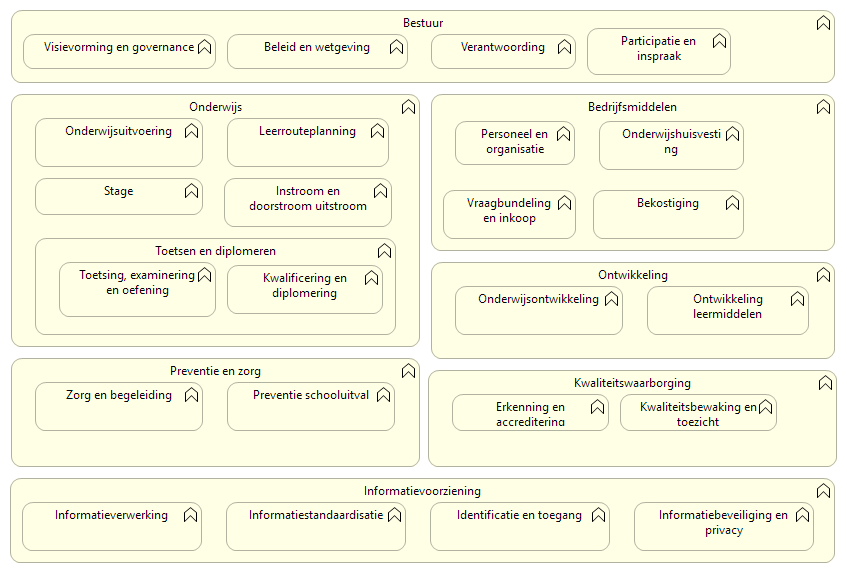 Bestuur
Visievorming en governance
Beleid en wetgeving
Verantwoording
Participatie en
inspraak
Onderwijs
Onderwijsuitvoering
Leerrouteplanning
Stage
Instroom en
doorstroom uitstroom
Toetsen en diplomeren
Toetsing, examinering
en oefening
Kwalificering en
diplomering
Bedrijfsmiddelen
Personeel en
organisatie
Onderwijshuisvesti
ng
Vraagbundeling
en inkoop
Bekostiging
Ontwikkeling
Onderwijsontwikkeling
Ontwikkeling
leermiddelen
Preventie en zorg
Zorg en begeleiding
Preventie schooluitval
Kwaliteitswaarborging
Erkenning en
accreditering
Kwaliteitsbewaking en
toezicht
Informatievoorziening
Informatieverwerking
Informatiestandaardisatie
Identificatie en toegang
Informatiebeveiliging en
privacy